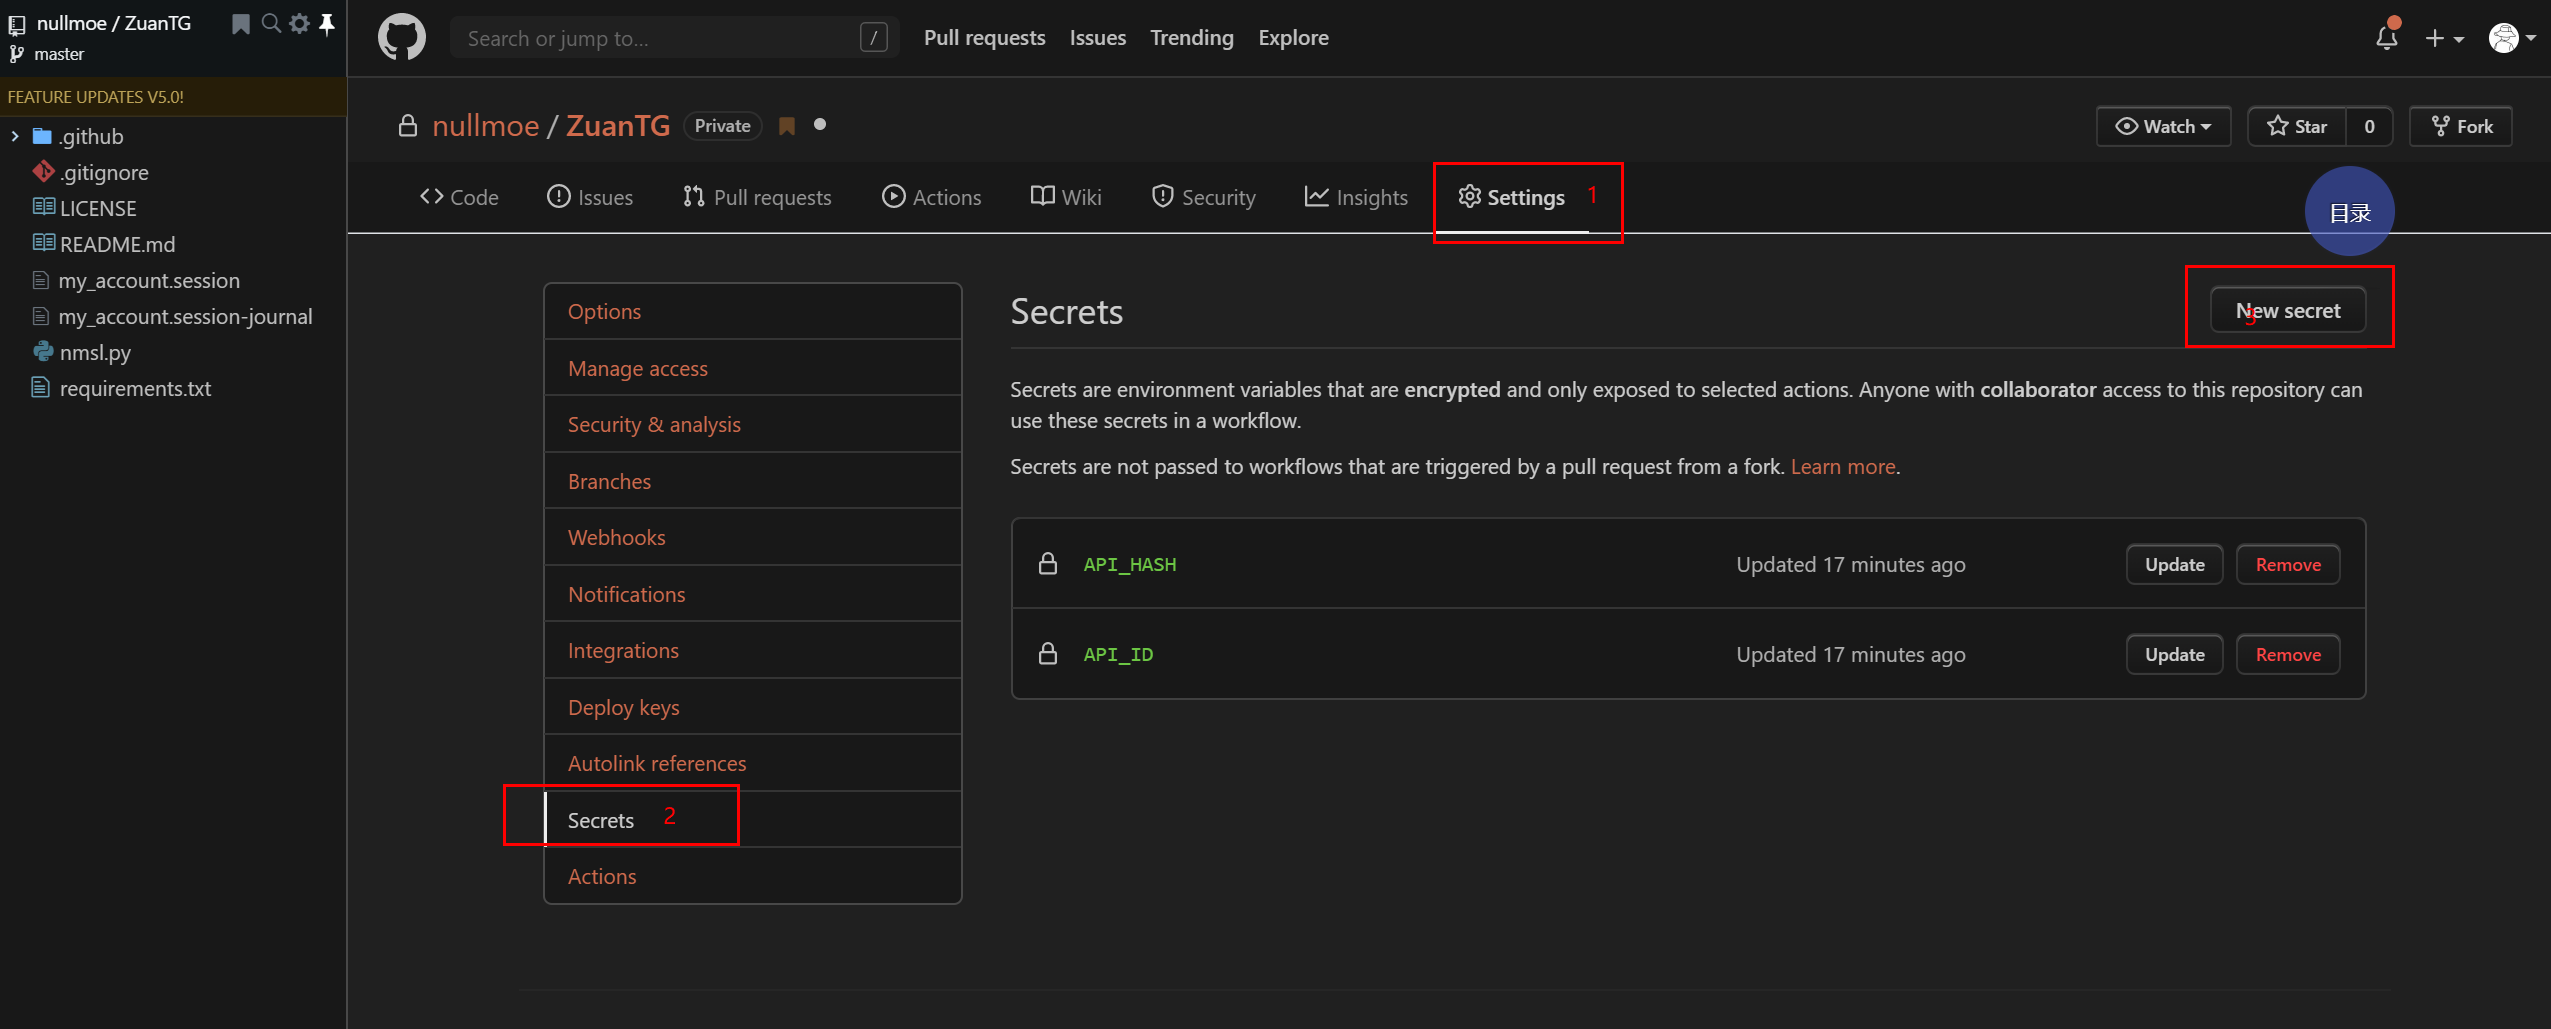 nullmoe / ZuanTG
master
FEATURE UPDATES V5.0!
.github
.gitignore
LICENSE
README.md
my_account.session
my_account.session-journal
nmsl.py
requirements.txt
Search or jump to...
/
Pull requests
Issues
Trending
Explore
nullmoe / ZuanTG
Private
Watch
Star
0
Fork
Code
Issues
Pull requests
Actions
Wiki
Security
Insights
Settings
1
目录
Options
Manage access
Security & analysis
Branches
Webhooks
Notifications
Integrations
Deploy keys
Autolink references
Secrets
2
Actions
Secrets
New secret
3
Secrets are environment variables that are encrypted and only exposed to selected actions. Anyone with collaborator access to this repository can
use these secrets in a workflow.
Secrets are not passed to workflows that are triggered by a pull request from a fork. Learn more.
API_HASH
Updated 17 minutes ago
Update
Remove
API_ID
Updated 17 minutes ago
Update
Remove